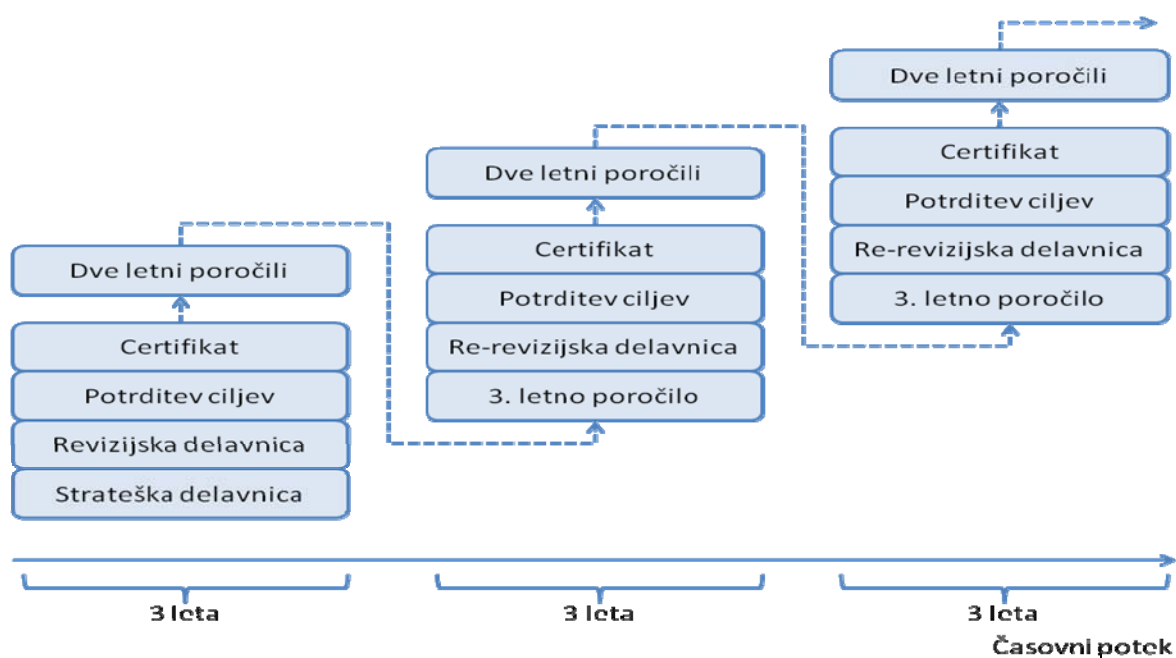 Dve letni poročili
Certifikat
Potrditev ciljev
Revizijska delavnica
Strateška delavnica
Dve letni poročili
Certifikat
Potrditev ciljev
Re-revizijska delavnica
3. letno poročilo
Dve letni poročili
Certifikat
Potrditev ciljev
Re-revizijska delavnica
3. letno poročilo
3 leta
3 leta
3 leta
Časovni potek